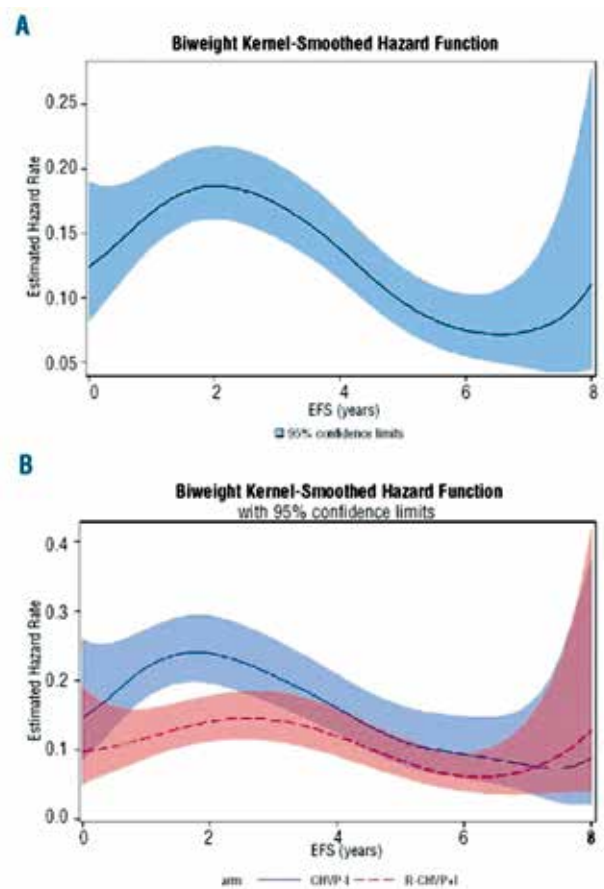 A
Biweight Kernel-Smoothed Hazard Function
Estimated Hazard Rate
0.25
0.20
0.15
0.10
0.05
0 2 4 6 8
EFS (years)
95% confidence limits
B
Biweight Kernel-Smoothed Hazard Function
with 95% confidence limits
Estimated Hazard Rate
0.4
0.3
0.2
0.1
0.0
0 2 4 6 8
EFS (years)
arm CHVP-I R-CHVP+I